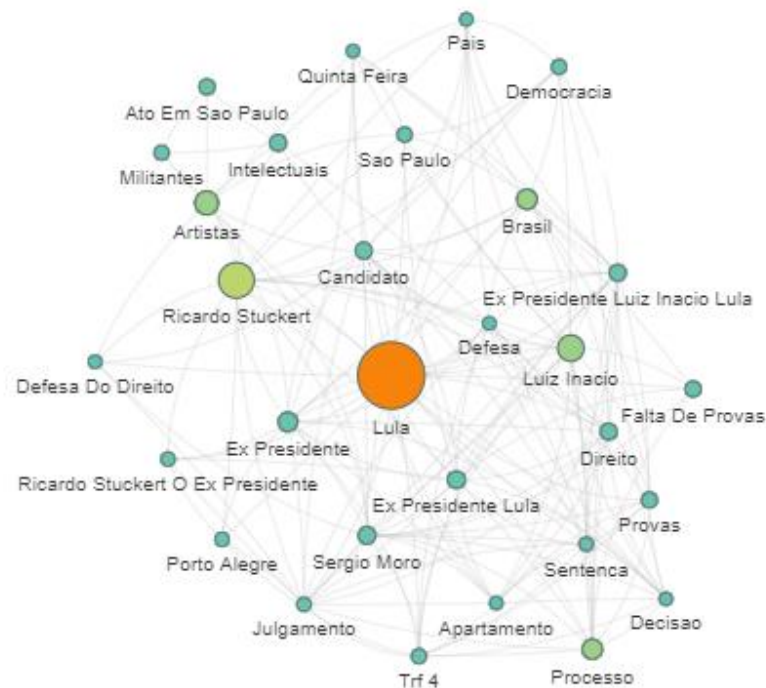 Pais
Quinta Feira
Democracia
Ato Em Sao Paulo
Sao Paulo
Intelectuais
Militantes
Brasil
Artistas
Candidato
Ex Presidente Luiz Inacio Lula
Ricardo Stuckert
Defesa
Luiz Inacio
Defesa Do Direito
Falta De Provas
Lula
Ex Presidente
Direito
Ricardo Stuckert O Ex Presidente
Ex Presidente Lula
Provas
Porto Alegre
Sergio Moro
Sentenca
Julgamento
Apartamento
Decisao
Trf 4
Processo